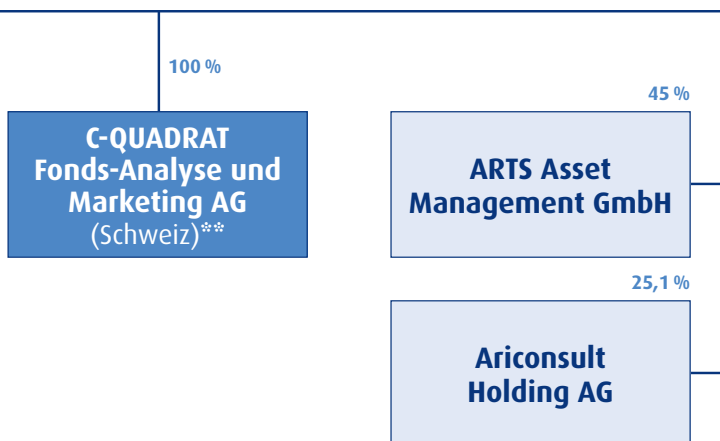 100 %
C-QUADRAT
Fonds-Analyse und
Marketing AG
(Schweiz)**
45 %
ARTS Asset
Management GmbH
25,1 %
Ariconsult
Holding AG